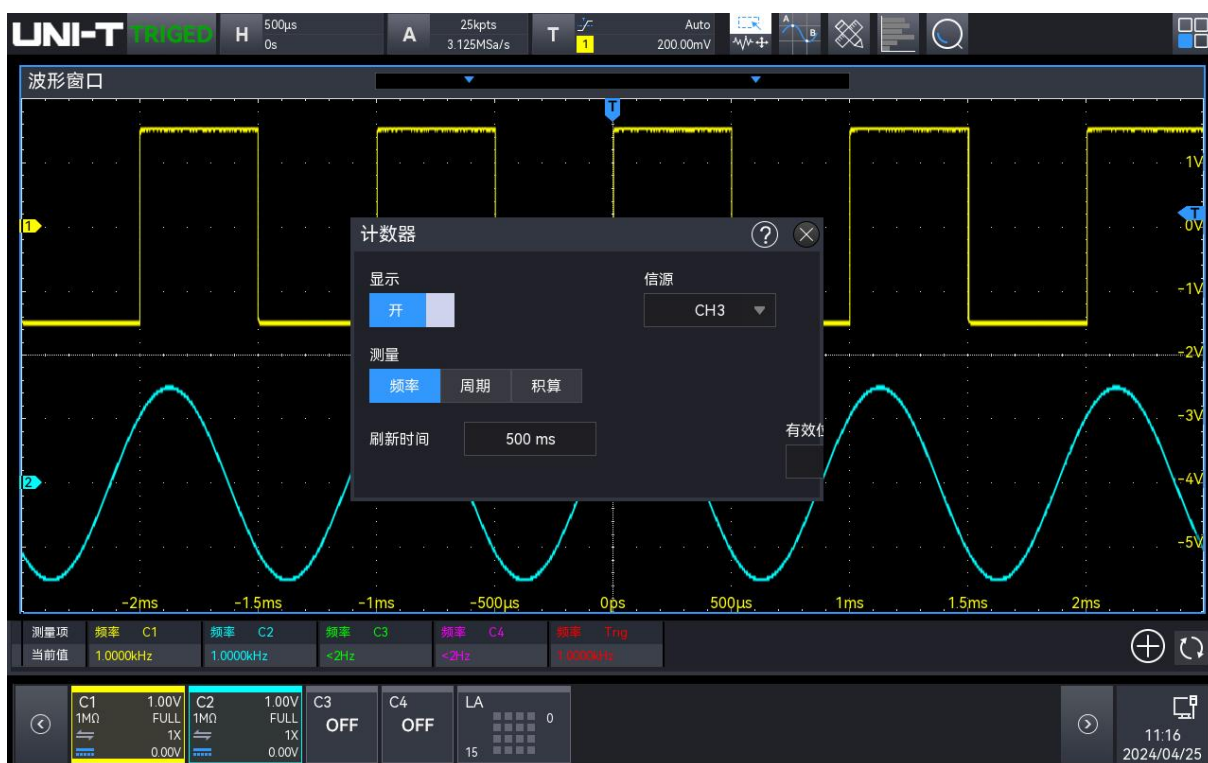 UNI-T TRIGED H 500μs 0s A 25kpts 3.125MSa/s T 1 Auto 200.00mV A B
波形窗口
T
1V
1 T 0V
计数器 ?
显示 信源
-1V
开 CH3
测量
-2V
频率 周期 积算
-3V
刷新时间 500 ms 有效
2 -4V
-5V
-2ms -1.5ms -1ms -500μs 0ps 500μs 1ms 1.5ms 2ms
测量项 频率 C1 频率 C2 频率 C3 频率 C4 频率 Trig
当前值 1.0000kHz 1.0000kHz <2Hz <2Hz 1.0000kHz
C1 1.00V C2 1.00V C3 C4 LA
1MΩ FULL 1MΩ FULL OFF OFF 0
1X 1X 11:16
0.00V 0.00V 15 2024/04/25